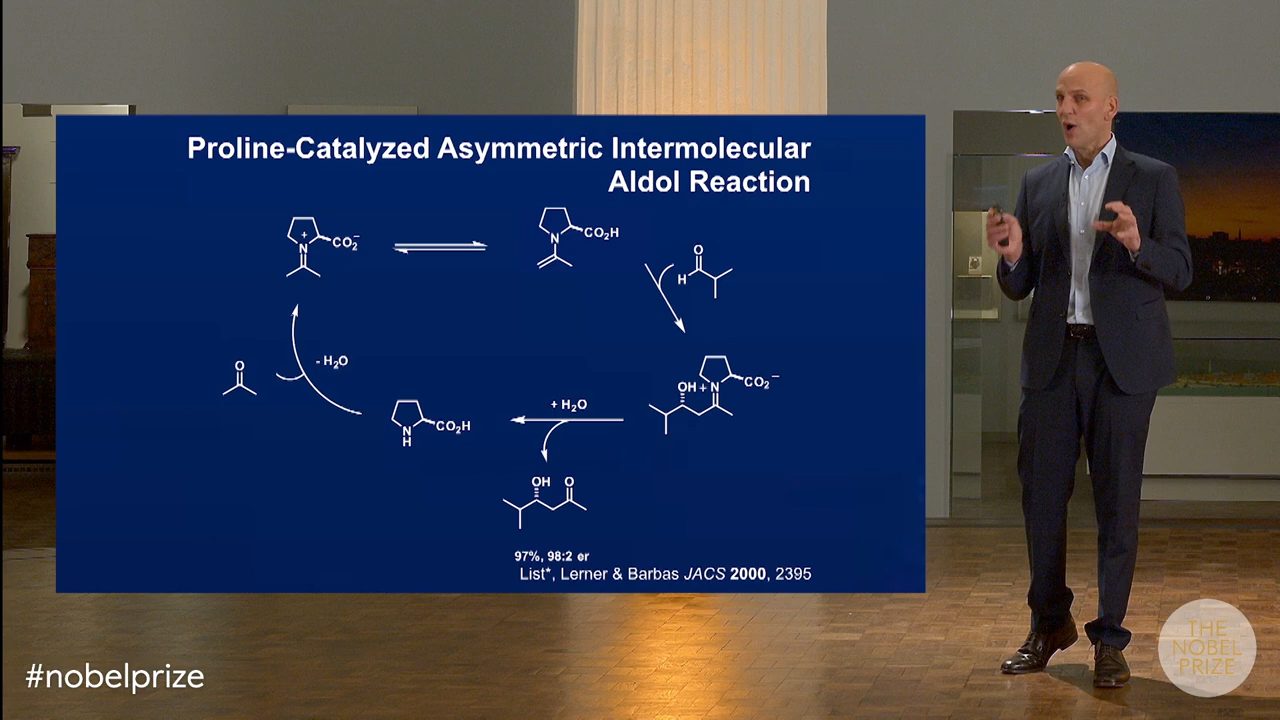 Proline-Catalyzed Asymmetric Intermolecular
Aldol Reaction
+
N
CO₂⁻
N
CO₂H
O
H
O
- H₂O
N
H
CO₂H
+ H₂O
OH
+
N
CO₂⁻
OH
O
97%, 98:2 er
List*, Lerner & Barbas JACS 2000, 2395
#nobelprize
THE
NOBEL
PRIZE